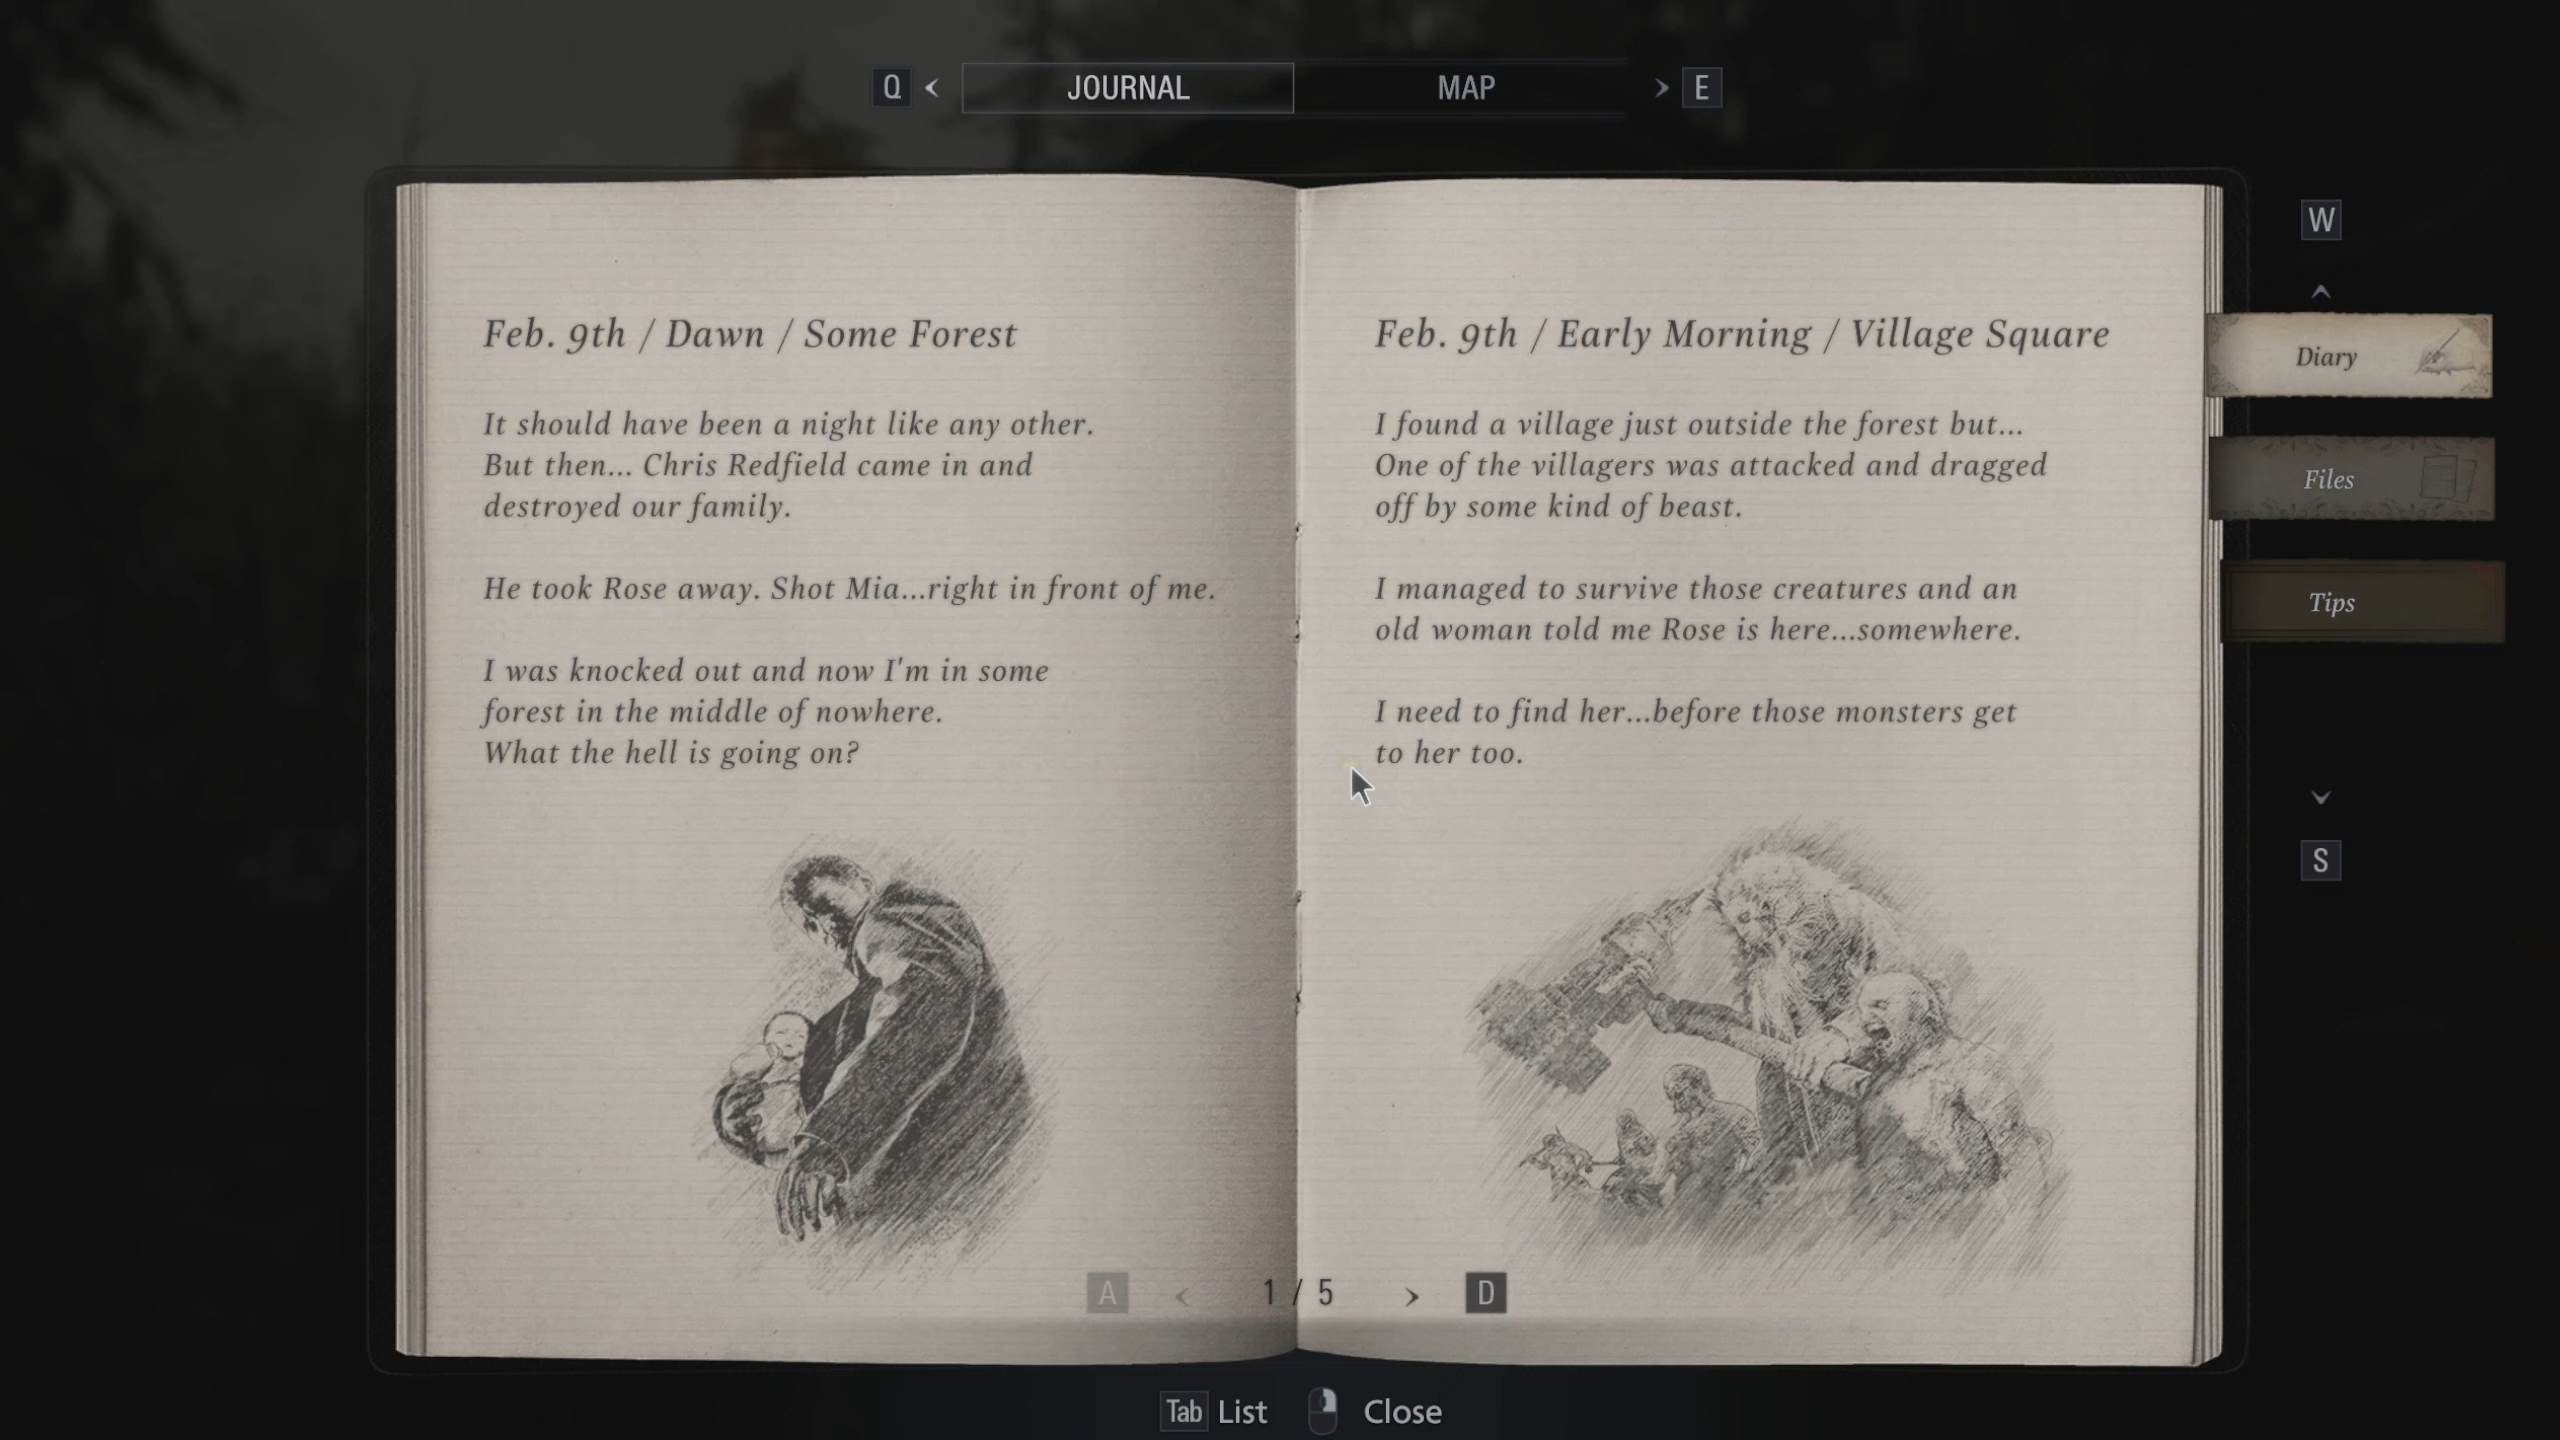 Q < JOURNAL MAP > E
Feb. 9th / Dawn / Some Forest
It should have been a night like any other.
But then... Chris Redfield came in and
destroyed our family.
He took Rose away. Shot Mia...right in front of me.
I was knocked out and now I'm in some
forest in the middle of nowhere.
What the hell is going on?
Feb. 9th / Early Morning / Village Square
I found a village just outside the forest but...
One of the villagers was attacked and dragged
off by some kind of beast.
I managed to survive those creatures and an
old woman told me Rose is here...somewhere.
I need to find her...before those monsters get
to her too.
W
Diary
Files
Tips
S
A < 1 / 5 > D
Tab List Close